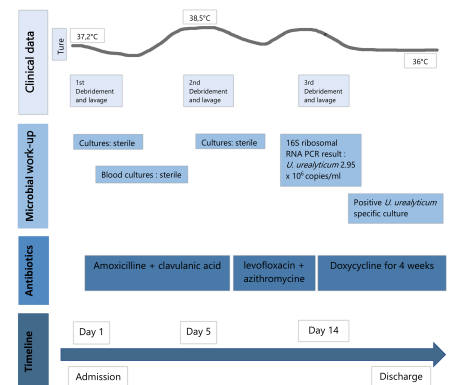 Clinical data
Ture
37,2°C
38,5°C
36°C
1st
Debridement
and lavage
2nd
Debridement
and lavage
3rd
Debridement
and lavage
Microbial work-up
Cultures: sterile
Blood cultures : sterile
Cultures: sterile
16S ribosomal
RNA PCR result :
U. urealyticum 2.95
x 10⁶ copies/ml
Positive U. urealyticum
specific culture
Antibiotics
Amoxicilline + clavulanic acid
levofloxacin +
azithromycine
Doxycycline for 4 weeks
Timeline
Day 1
Day 5
Day 14
Admission
Discharge